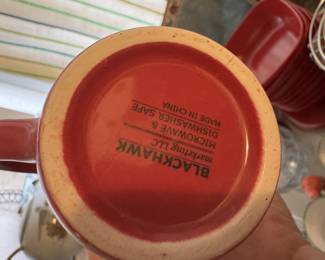 BLACKHAWK
marketing LLC
MICROWAVE &
DISHWASHER SAFE
MADE IN CHINA